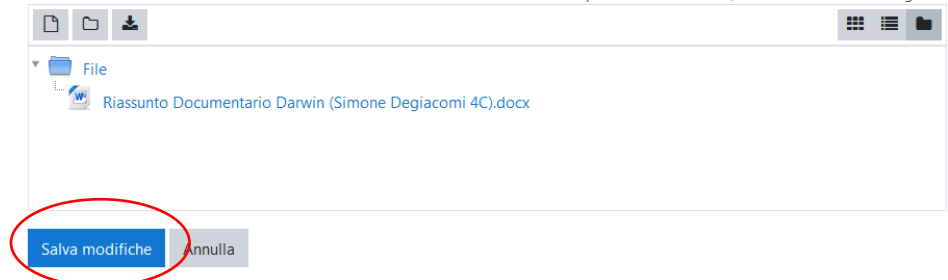 File
Riassunto Documentario Darwin (Simone Degiacomi 4C).docx
Salva modifiche Annulla